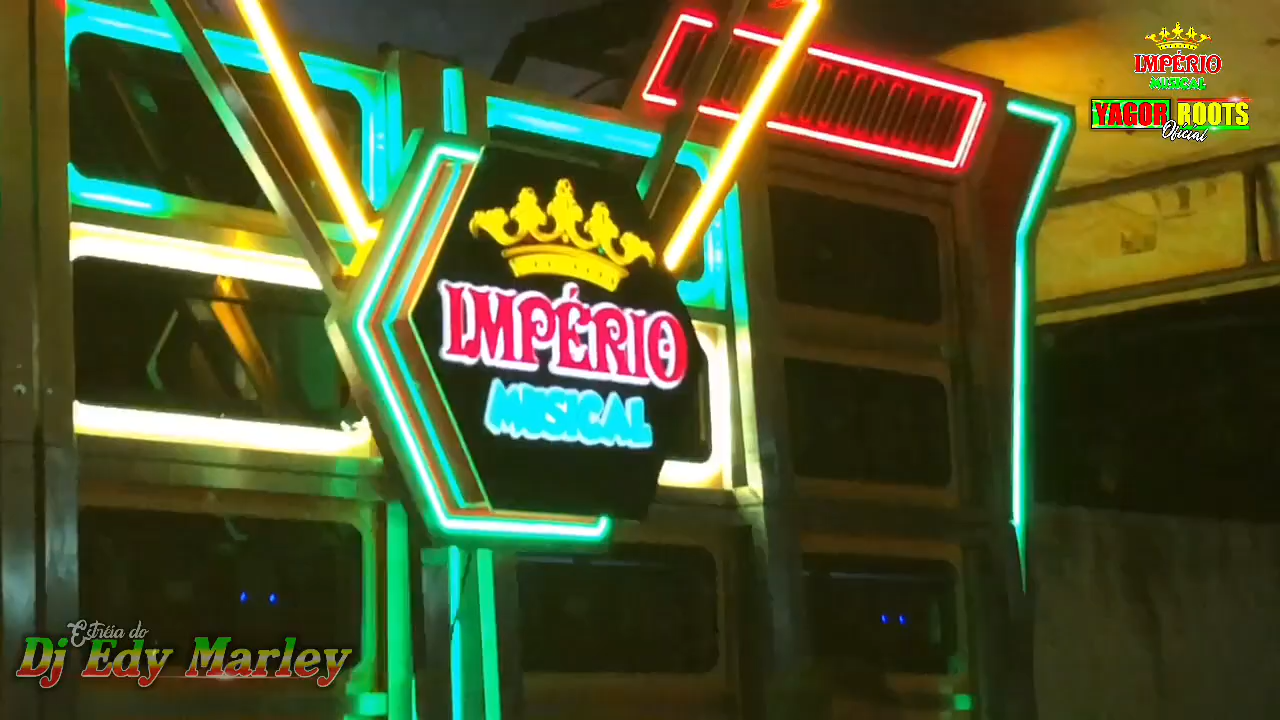 IMPÉRIO
MUSICAL
YAGOR ROOTS
Oficial
IMPÉRIO
MUSICAL
Estréia do
Dj Edy Marley